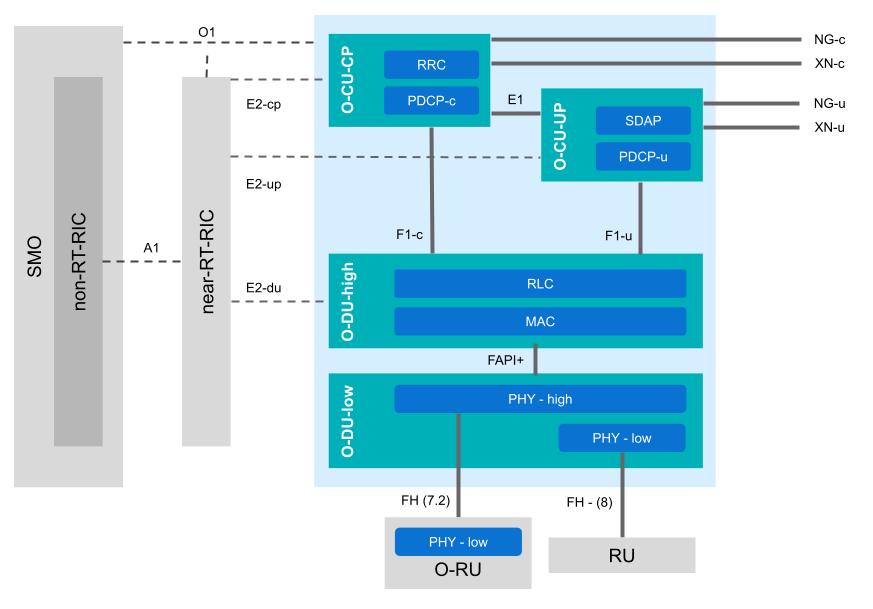 O1
NG-c
O-CU-CP
RRC
XN-c
E2-cp
PDCP-c
E1
NG-u
O-CU-UP
SDAP
XN-u
PDCP-u
E2-up
SMO
non-RT-RIC
A1
near-RT-RIC
F1-c
F1-u
E2-du
O-DU-high
RLC
MAC
FAPI+
O-DU-low
PHY - high
PHY - low
FH (7.2)
FH - (8)
PHY - low
O-RU
RU